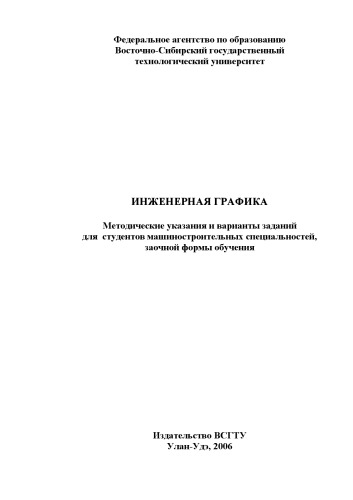 Федеральное агентство по образованию
Восточно-Сибирский государственный
технологический университет
ИНЖЕНЕРНАЯ ГРАФИКА
Методические указания и варианты заданий
для студентов машиностроительных специальностей,
заочной формы обучения
Издательство ВСГТУ
Улан-Удэ, 2006